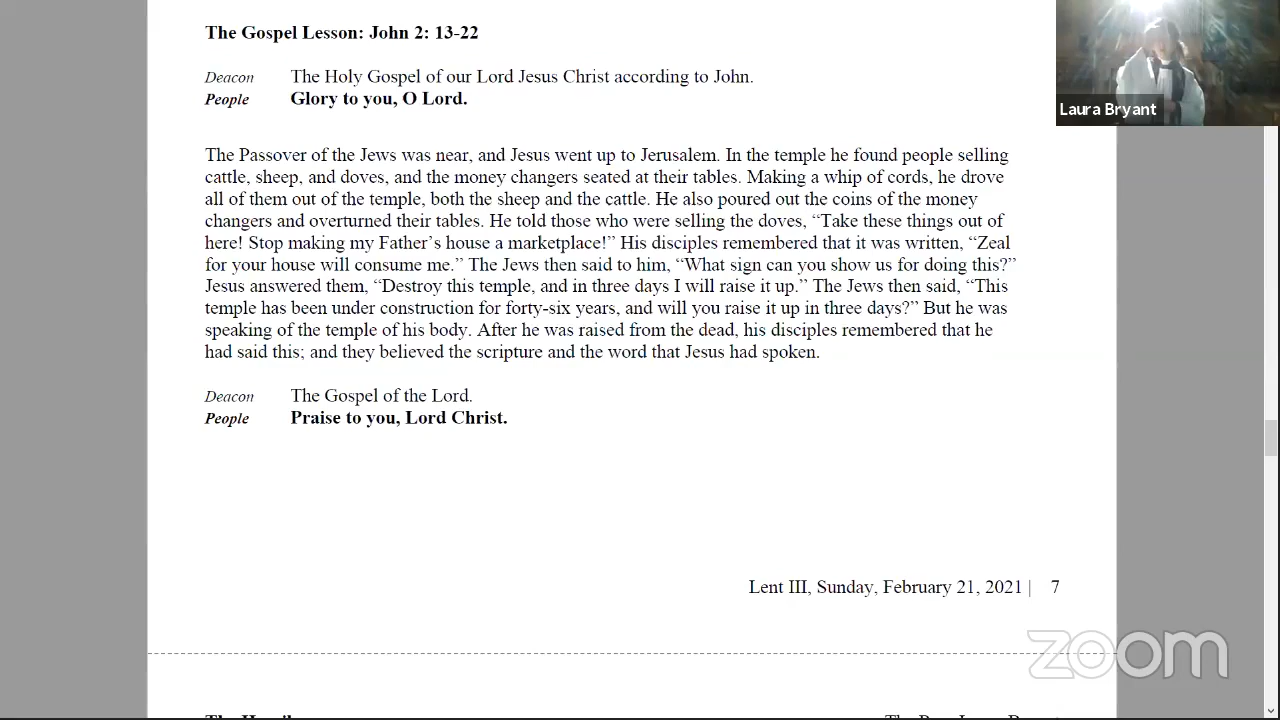 The Gospel Lesson: John 2: 13-22
Laura Bryant
Deacon The Holy Gospel of our Lord Jesus Christ according to John.
People Glory to you, O Lord.
The Passover of the Jews was near, and Jesus went up to Jerusalem. In the temple he found people selling
cattle, sheep, and doves, and the money changers seated at their tables. Making a whip of cords, he drove
all of them out of the temple, both the sheep and the cattle. He also poured out the coins of the money
changers and overturned their tables. He told those who were selling the doves, “Take these things out of
here! Stop making my Father’s house a marketplace!” His disciples remembered that it was written, “Zeal
for your house will consume me.” The Jews then said to him, “What sign can you show us for doing this?”
Jesus answered them, “Destroy this temple, and in three days I will raise it up.” The Jews then said, “This
temple has been under construction for forty-six years, and will you raise it up in three days?” But he was
speaking of the temple of his body. After he was raised from the dead, his disciples remembered that he
had said this; and they believed the scripture and the word that Jesus had spoken.
Deacon The Gospel of the Lord.
People Praise to you, Lord Christ.
Lent III, Sunday, February 21, 2021 | 7
zoom